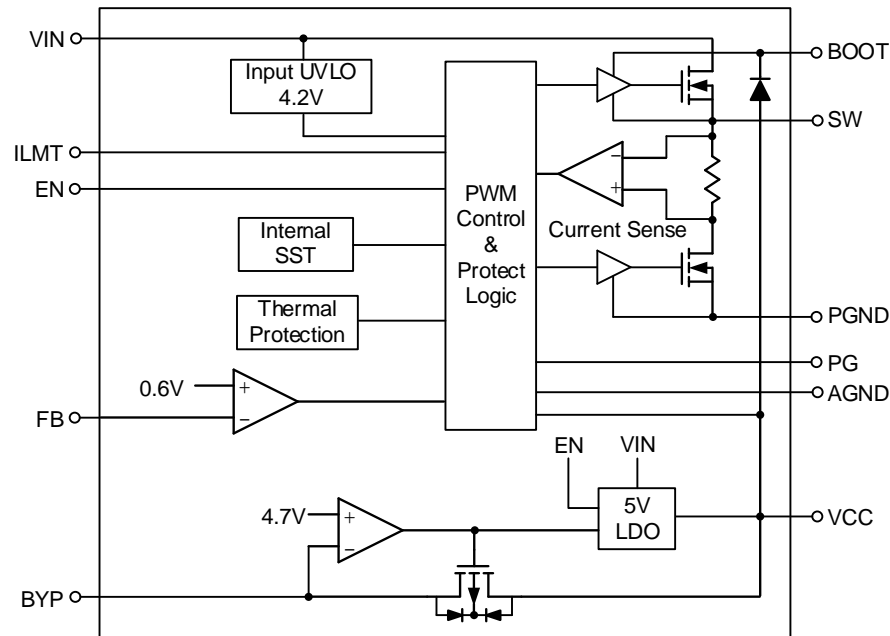 VIN
BOOT
Input UVLO
4.2V
SW
ILMT
EN
PWM
Control
&
Protect
Logic
−
+
Current Sense
Internal
SST
Thermal
Protection
PGND
PG
AGND
0.6V
+
−
FB
EN
VIN
4.7V
+
−
5V
LDO
VCC
BYP